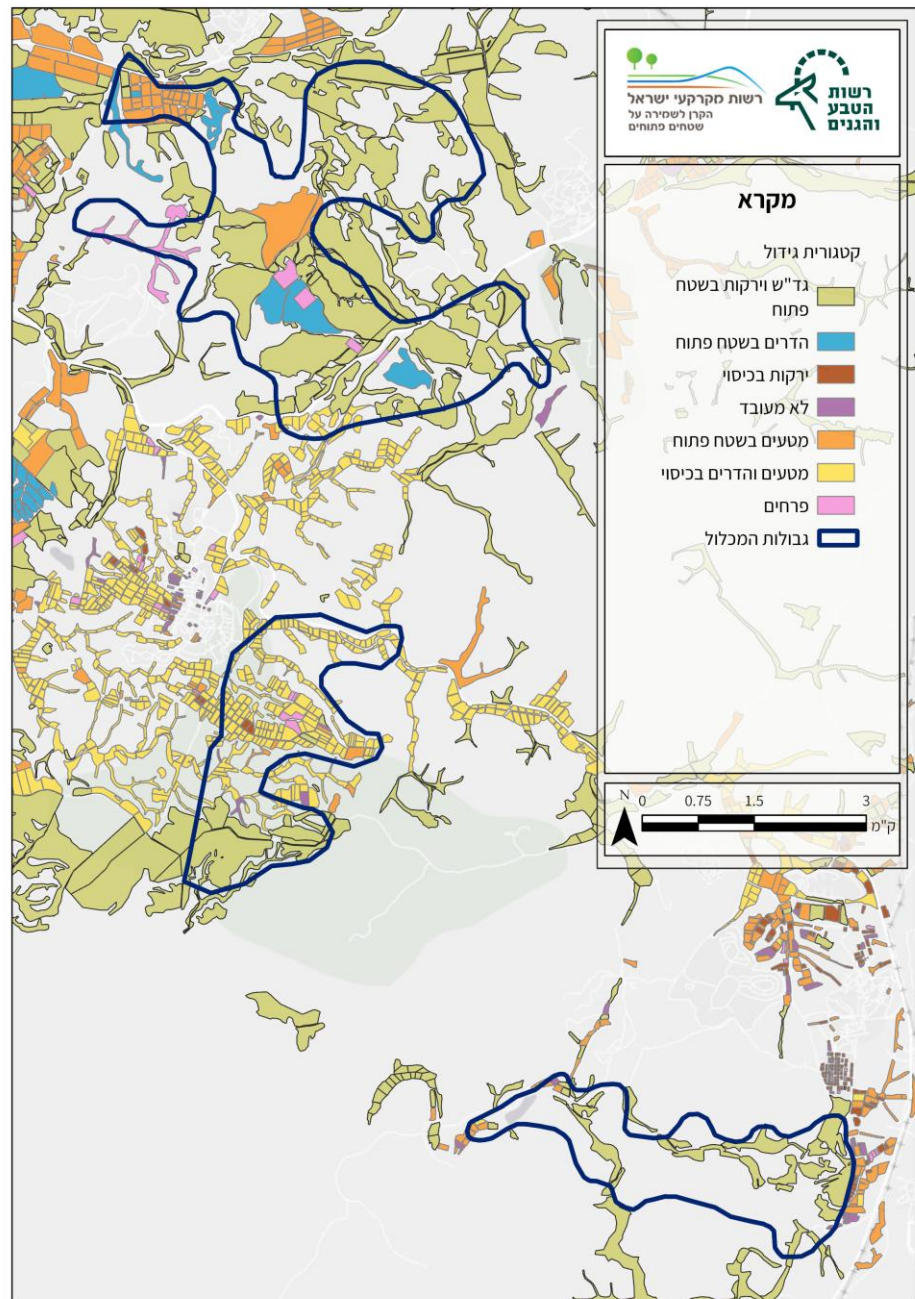 רשות מקרקעי ישראל
הקרן לשמירה על
שטחים פתוחים
רשות
הטבע
והגנים
מקרא
קטגורית גידול
גד"ש וירקות בשטח
פתוח
הדרים בשטח פתוח
ירקות בכיסוי
לא מעובד
מטעים בשטח פתוח
מטעים והדרים בכיסוי
פרחים
גבולות המכלול
N
0 0.75 1.5 3
ק"מ